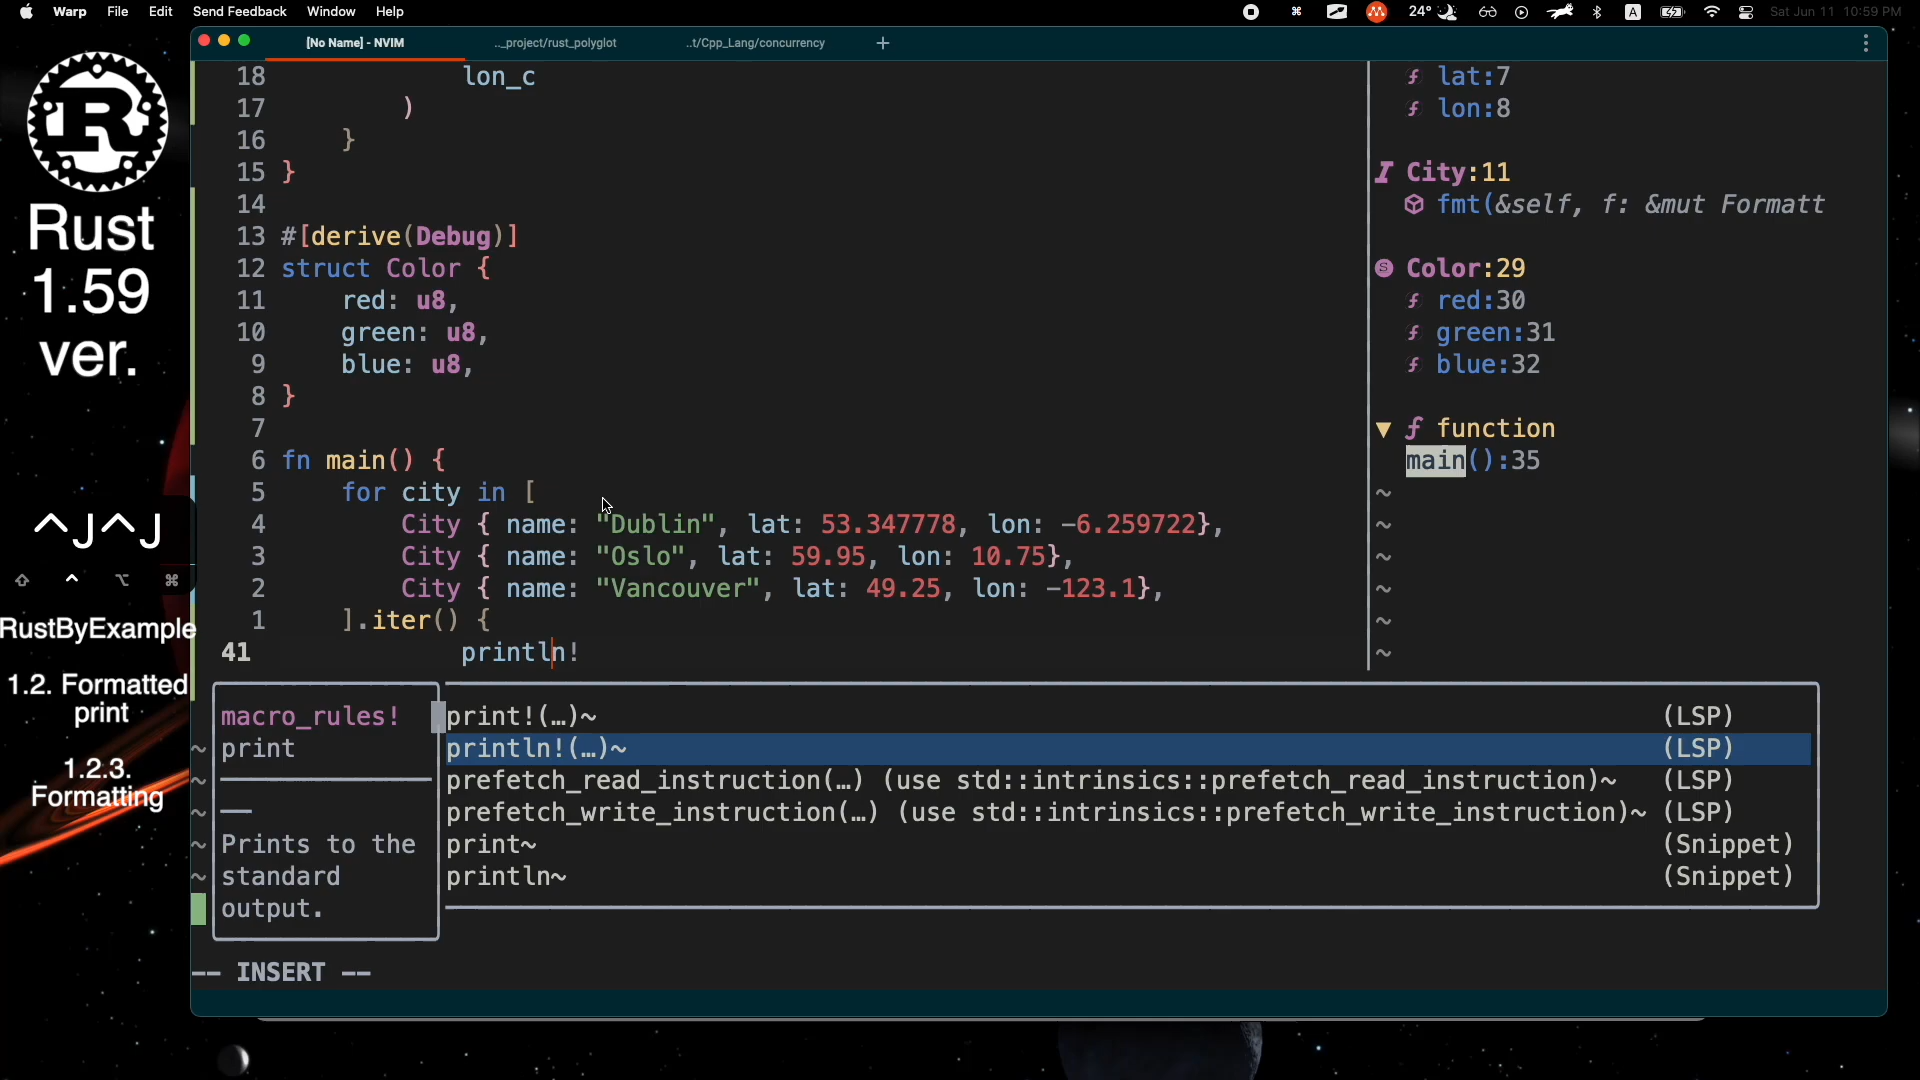 Warp File Edit Send Feedback Window Help
24° A Sat Jun 11 10:59 PM
[No Name] - NVIM
.._project/rust_polyglot
..t/Cpp_Lang/concurrency
+
R
Rust
1.59
ver.
^J^J
⇧ ^ ⌥ ⌘
RustByExample
1.2. Formatted
print
1.2.3.
Formatting
18 lon_c
17 )
16 }
15 }
14
13 #[derive(Debug)]
12 struct Color {
11 red: u8,
10 green: u8,
9 blue: u8,
8 }
7
6 fn main() {
5 for city in [
4 City { name: "Dublin", lat: 53.347778, lon: -6.259722},
3 City { name: "Oslo", lat: 59.95, lon: 10.75},
2 City { name: "Vancouver", lat: 49.25, lon: -123.1},
1 ].iter() {
41 println!
f lat:7
f lon:8
I City:11
fmt(&self, f: &mut Formatt
S Color:29
f red:30
f green:31
f blue:32
▼ f function
main():35
~
~
~
~
~
~
macro_rules!
~ print
~
~
~ Prints to the
~ standard
output.
print!(…)~ (LSP)
println!(…)~ (LSP)
prefetch_read_instruction(…) (use std::intrinsics::prefetch_read_instruction)~ (LSP)
prefetch_write_instruction(…) (use std::intrinsics::prefetch_write_instruction)~ (LSP)
print~ (Snippet)
println~ (Snippet)
-- INSERT --